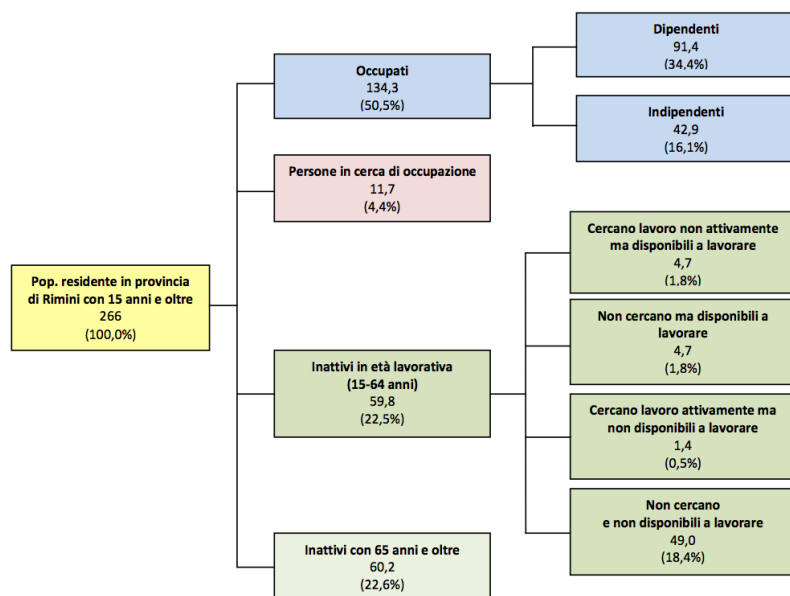 Pop. residente in provincia
di Rimini con 15 anni e oltre
266
(100,0%)
Occupati
134,3
(50,5%)
Dipendenti
91,4
(34,4%)
Indipendenti
42,9
(16,1%)
Persone in cerca di occupazione
11,7
(4,4%)
Inattivi in età lavorativa
(15-64 anni)
59,8
(22,5%)
Cercano lavoro non attivamente
ma disponibili a lavorare
4,7
(1,8%)
Non cercano ma disponibili a
lavorare
4,7
(1,8%)
Cercano lavoro attivamente ma
non disponibili a lavorare
1,4
(0,5%)
Non cercano
e non disponibili a lavorare
49,0
(18,4%)
Inattivi con 65 anni e oltre
60,2
(22,6%)